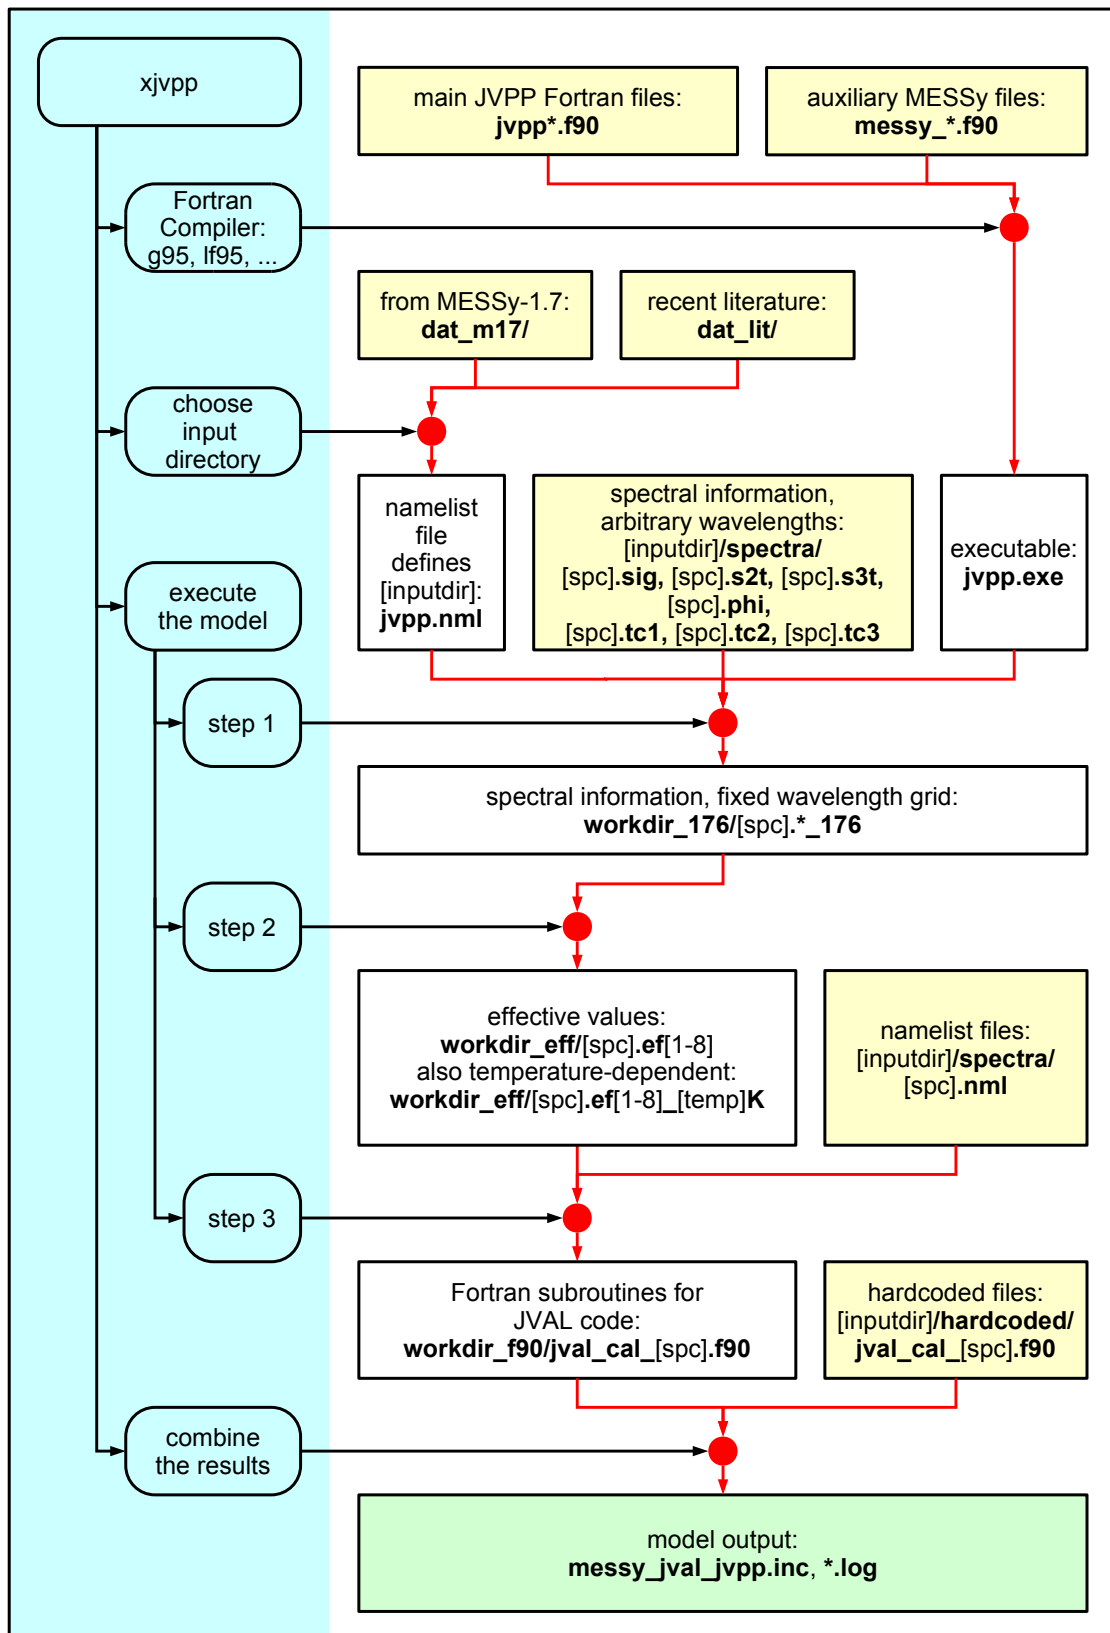 xjvpp
main JVPP Fortran files:
jvpp*.f90
auxiliary MESSy files:
messy_*.f90
Fortran
Compiler:
g95, lf95, ...
from MESSy-1.7:
dat_m17/
recent literature:
dat_lit/
choose
input
directory
namelist
file
defines
[inputdir]:
jvpp.nml
spectral information,
arbitrary wavelengths:
[inputdir]/spectra/
[spc].sig, [spc].s2t, [spc].s3t,
[spc].phi,
[spc].tc1, [spc].tc2, [spc].tc3
executable:
jvpp.exe
execute
the model
step 1
spectral information, fixed wavelength grid:
workdir_176/[spc].*_176
step 2
effective values:
workdir_eff/[spc].ef[1-8]
also temperature-dependent:
workdir_eff/[spc].ef[1-8]_[temp]K
namelist files:
[inputdir]/spectra/
[spc].nml
step 3
Fortran subroutines for
JVAL code:
workdir_f90/jval_cal_[spc].f90
hardcoded files:
[inputdir]/hardcoded/
jval_cal_[spc].f90
combine
the results
model output:
messy_jval_jvpp.inc, *.log